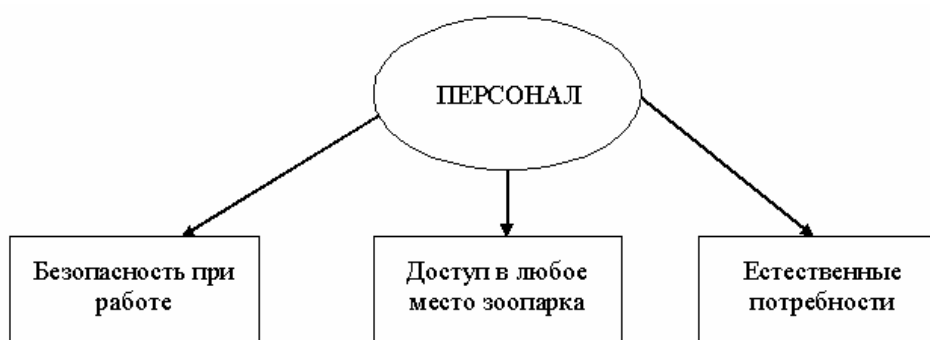 ПЕРСОНАЛ
Безопасность при
работе
Доступ в любое
место зоопарка
Естественные
потребности